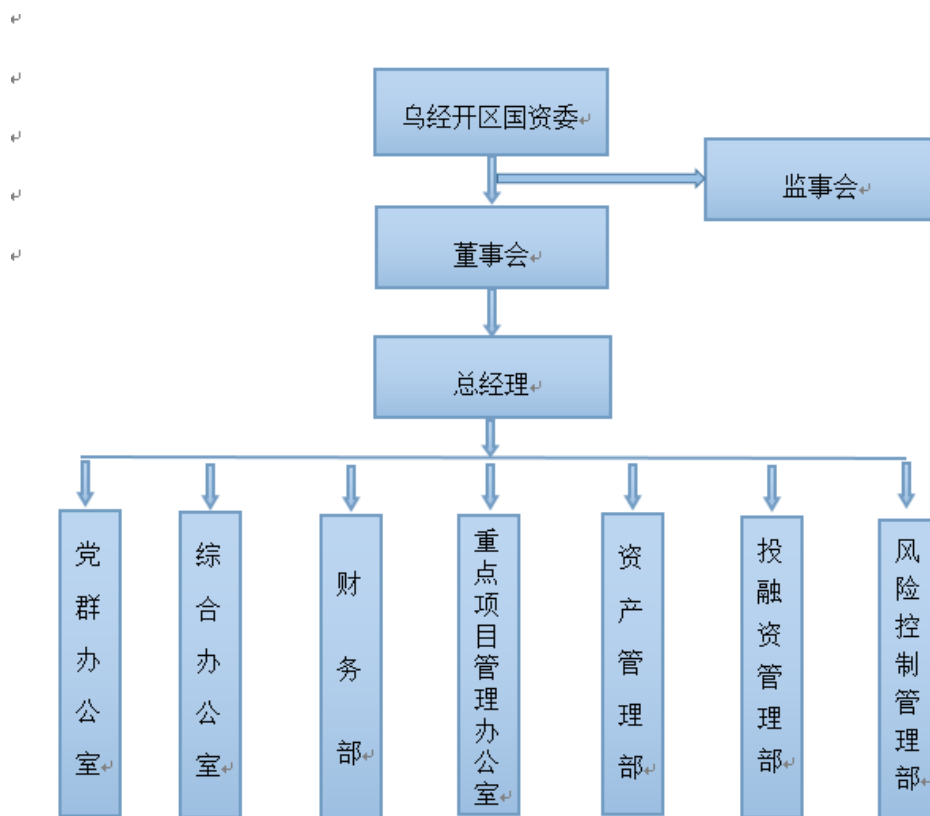 乌经开区国资委
监事会
董事会
总经理
党群办公室
综合办公室
财务部
重点项目管理办公室
资产管理部
投融资管理部
风险控制管理部